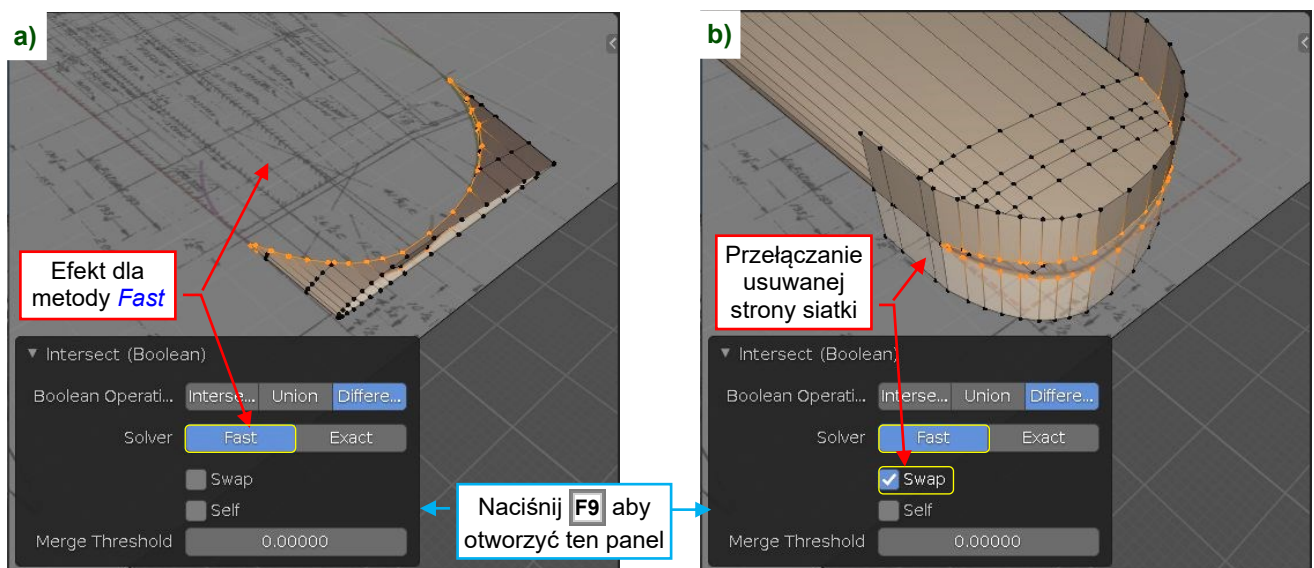 a)
Efekt dla
metody Fast
Intersect (Boolean)
Boolean Operati...
Interse...
Union
Differe...
Solver
Fast
Exact
Swap
Self
Merge Threshold
0.00000
Naciśnij F9 aby
otworzyć ten panel
b)
Przełączanie
usuwanej
strony siatki
Intersect (Boolean)
Boolean Operati...
Interse...
Union
Differe...
Solver
Fast
Exact
Swap
Self
Merge Threshold
0.00000